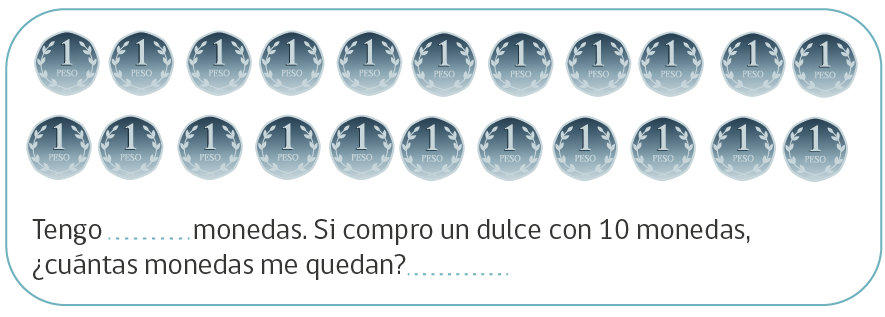 1 1 1 1 1 1 1 1 1 1 1
PESO PESO PESO PESO PESO PESO PESO PESO PESO PESO PESO
1 1 1 1 1 1 1 1 1 1 1
PESO PESO PESO PESO PESO PESO PESO PESO PESO PESO PESO
Tengo .......... monedas. Si compro un dulce con 10 monedas,
¿cuántas monedas me quedan?.............